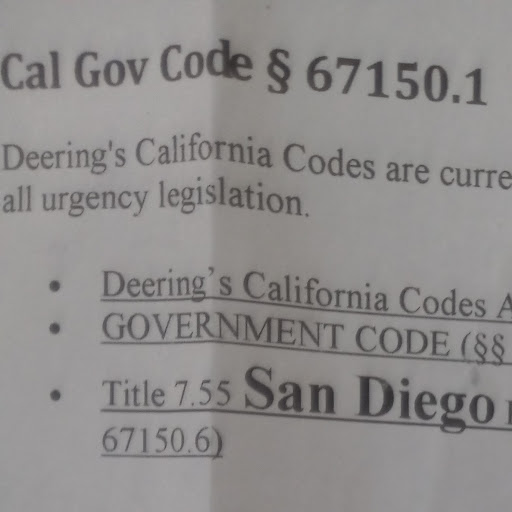 Cal Gov Code § 67150.1
Deering's California Codes are curre
all urgency legislation.
• Deering's California Codes A
• GOVERNMENT CODE (§§
• Title 7.55 San Diego
67150.6)